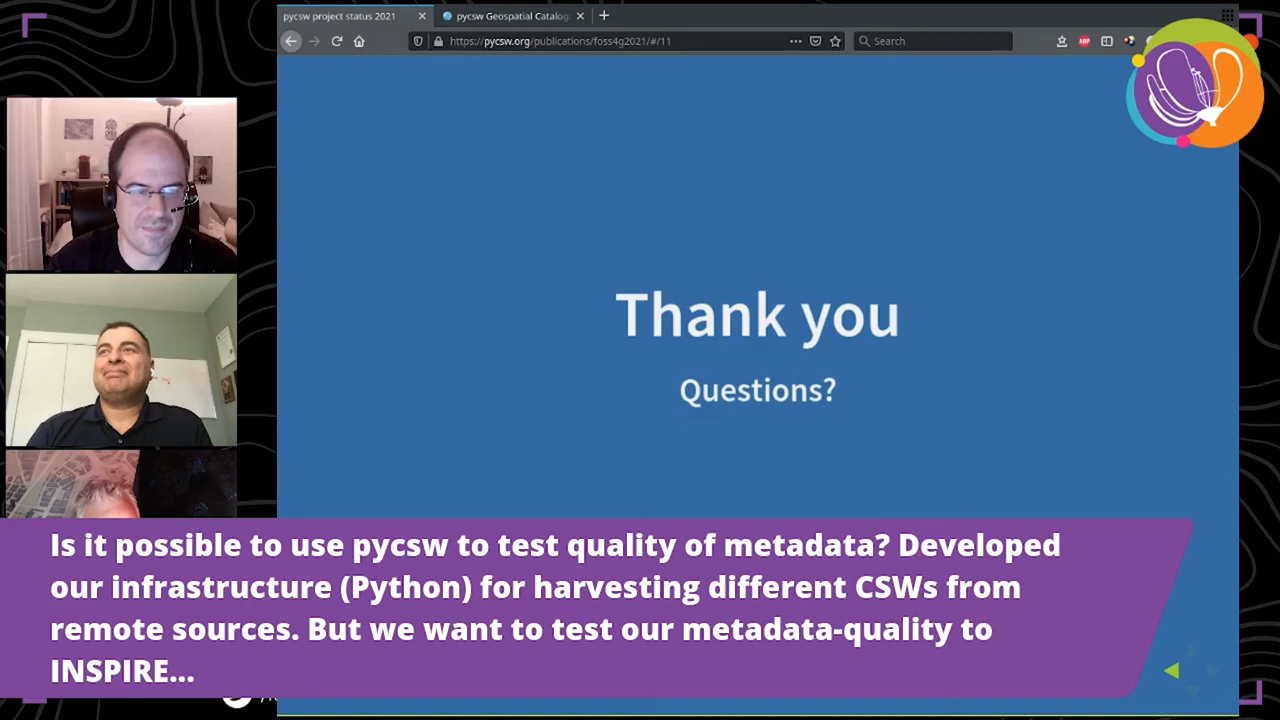 pycsw project status 2021
pycsw Geospatial Catalog
https://pycsw.org/publications/foss4g2021/#/11
Search
ABP
Thank you
Questions?
Is it possible to use pycsw to test quality of metadata? Developed
our infrastructure (Python) for harvesting different CSWs from
remote sources. But we want to test our metadata-quality to
INSPIRE...